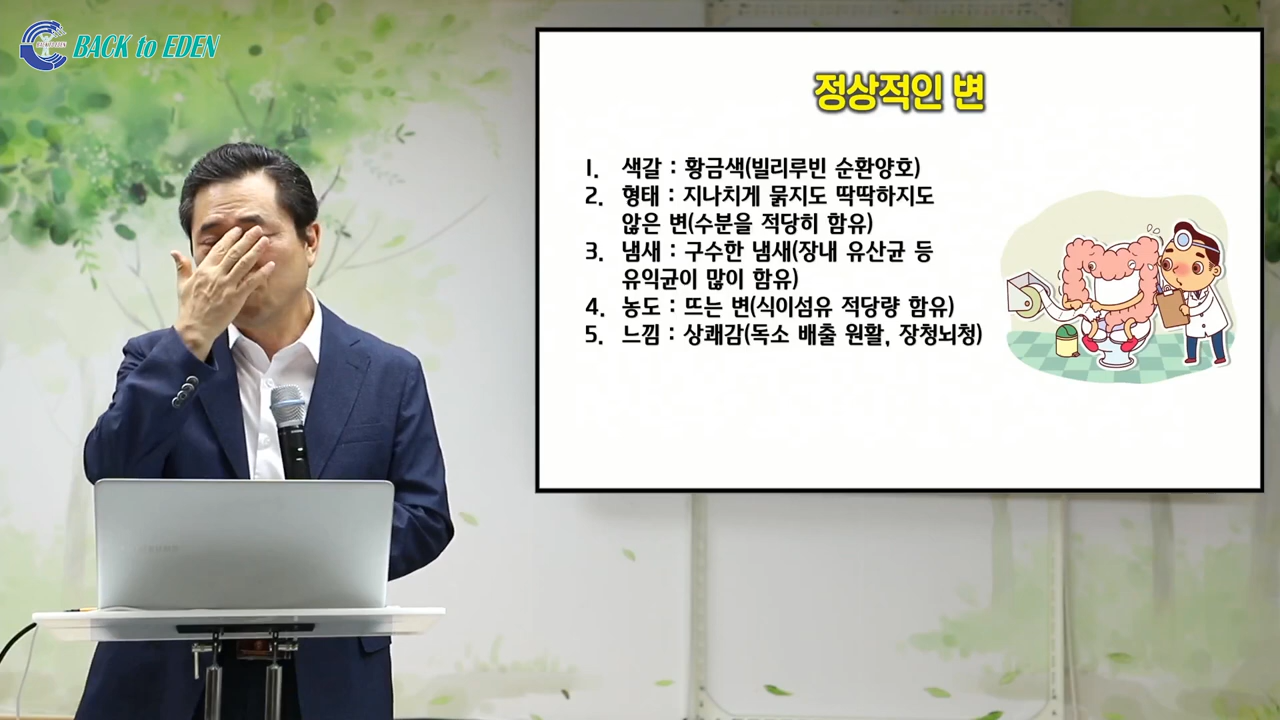 BACK to EDEN
정상적인 변
1. 색갈 : 황금색(빌리루빈 순환양호)
2. 형태 : 지나치게 묽지도 딱딱하지도
않은 변(수분을 적당히 함유)
3. 냄새 : 구수한 냄새(장내 유산균 등
유익균이 많이 함유)
4. 농도 : 뜨는 변(식이섬유 적당량 함유)
5. 느낌 : 상쾌감(독소 배출 원활, 장청뇌청)